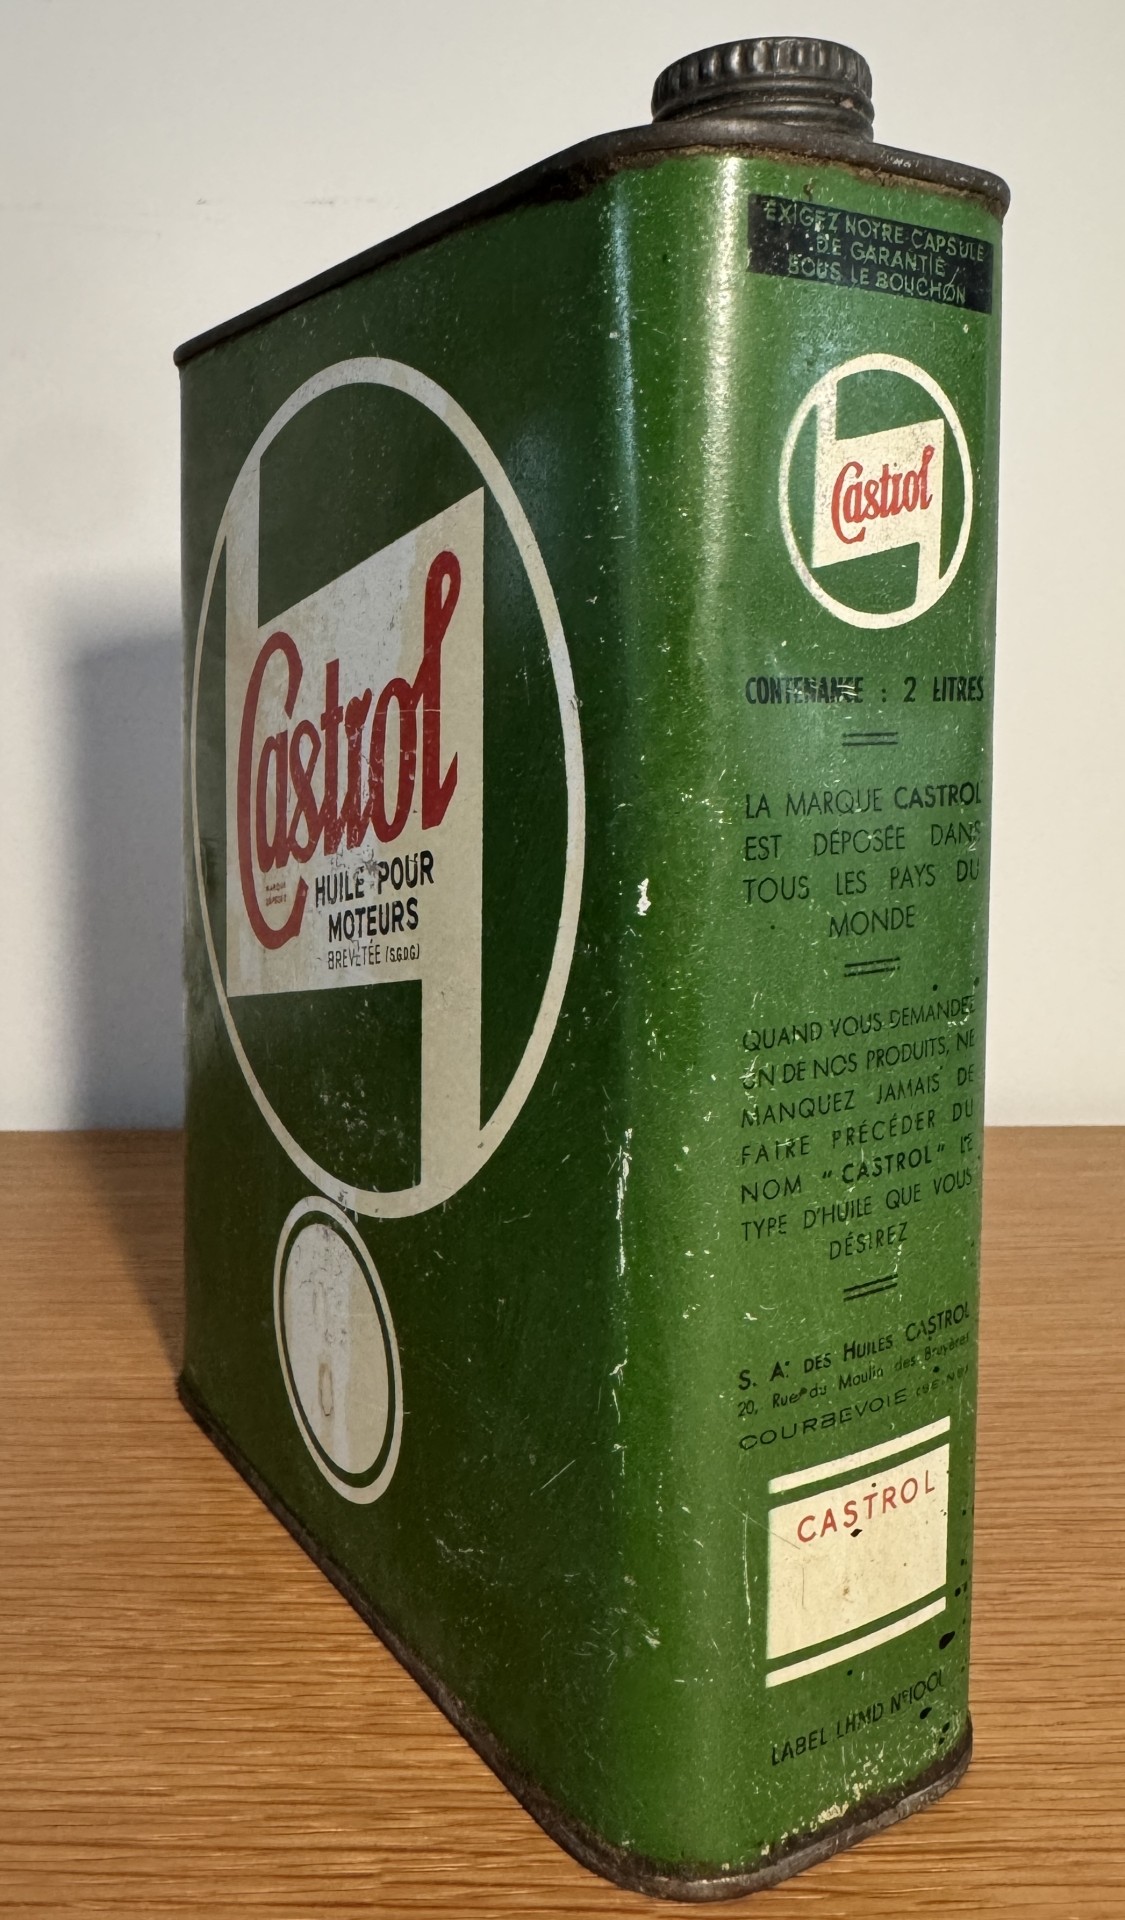 Castrol
MARQUE
DÉPOSÉE
HUILE POUR
MOTEURS
BREVETÉE (S.G.D.G)
EXIGEZ NOTRE CAPSULE
DE GARANTIE
SOUS LE BOUCHON
Castrol
CONTENANCE : 2 LITRES
LA MARQUE CASTROL
EST DÉPOSÉE DANS
TOUS LES PAYS DU
MONDE
QUAND VOUS DEMANDEZ
UN DE NOS PRODUITS, NE
MANQUEZ JAMAIS DE
FAIRE PRÉCÉDER DU
NOM "CASTROL" LE
TYPE D'HUILE QUE VOUS
DÉSIREZ
S. A. DES HUILES CASTROL
20, Rue du Moulin des Bruyères
COURBEVOIE
CASTROL
LABEL LHMD N° 1001